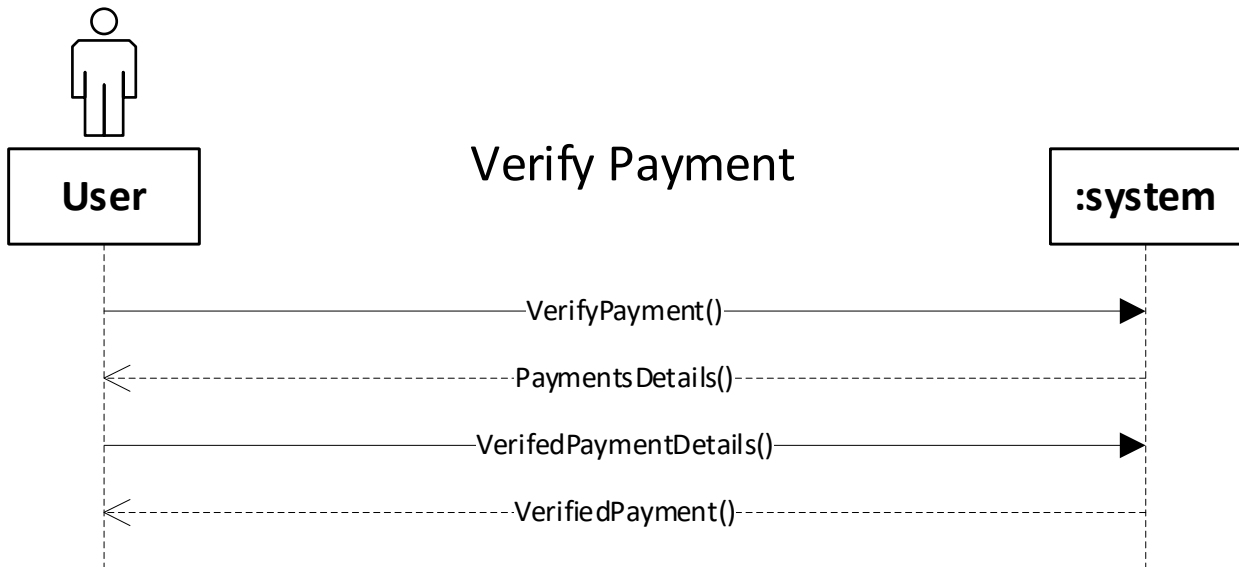 Verify Payment
User
:system
VerifyPayment()
PaymentsDetails()
VerifedPaymentDetails()
VerifiedPayment()